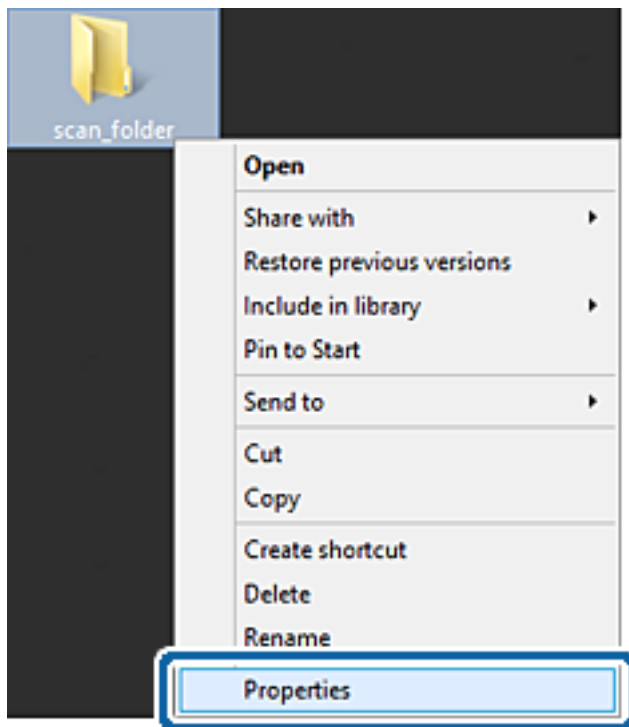 scan_folder
Open
Share with
Restore previous versions
Include in library
Pin to Start
Send to
Cut
Copy
Create shortcut
Delete
Rename
Properties